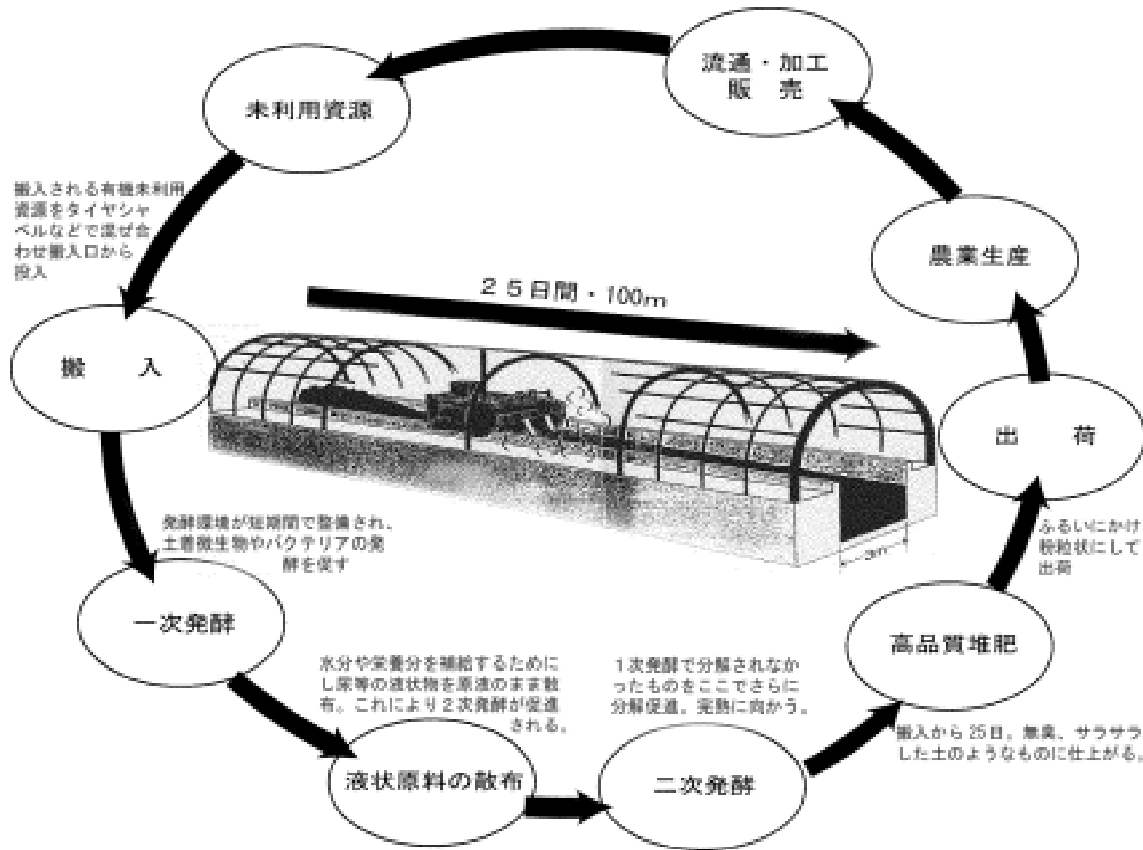 流通・加工
販　売
未利用資源
搬入される有機未利用
資源をタイヤシャ
ベルなどで混ぜ合
わせ搬入口から
投入
農業生産
２５日間・100m
搬　入
出　荷
3m
発酵環境が短期間で整備され、
土着微生物やバクテリアの発
酵を促す
ふるいにかけ
粉粒状にして
出荷
一次発酵
高品質堆肥
水分や栄養分を補給するために
し尿等の液状物を原液のまま散
布。これにより２次発酵が促進
される。
１次発酵で分解されなか
ったものをここでさらに
分解促進。完熟に向かう。
搬入から25日。無臭、サラサラ
した土のようなものに仕上がる。
液状原料の散布
二次発酵